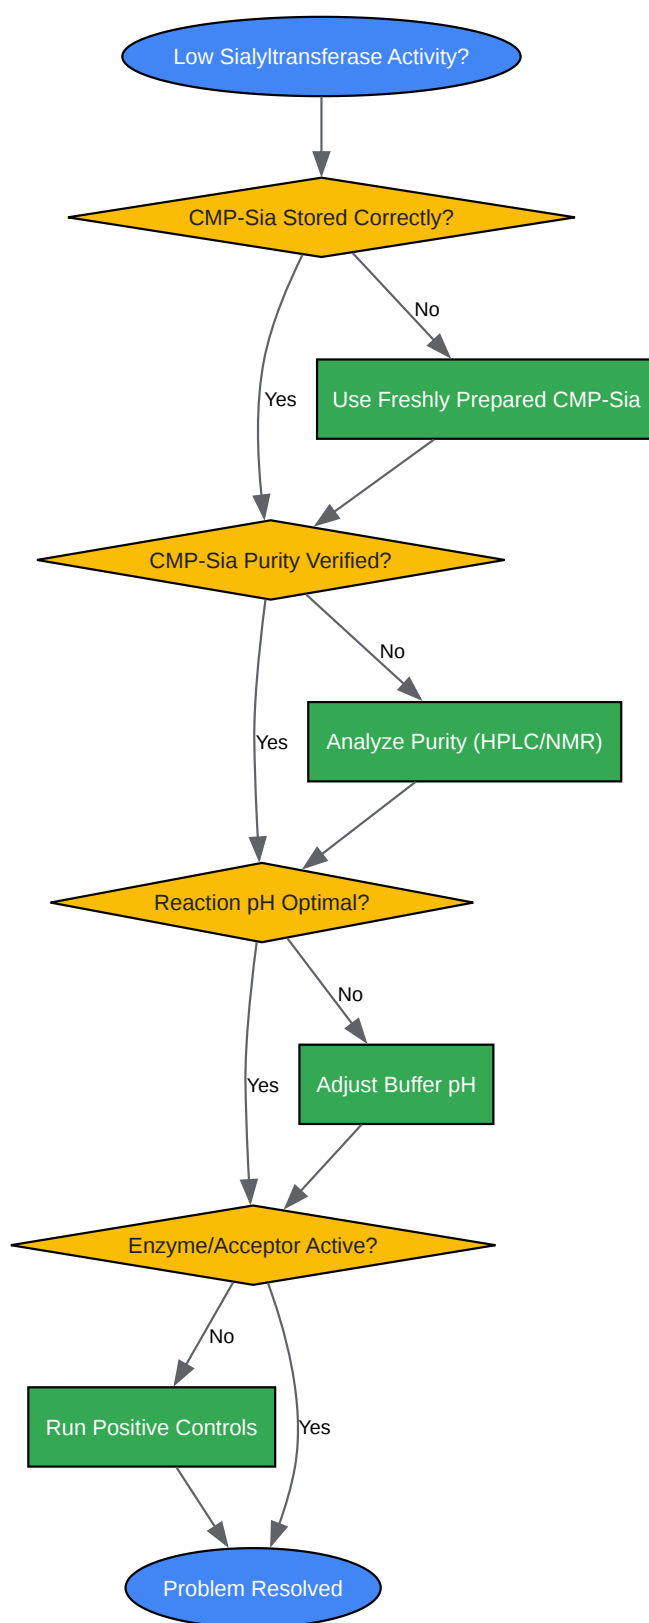 Low Sialyltransferase Activity?
CMP-Sia Stored Correctly?
No
Yes
Use Freshly Prepared CMP-Sia
CMP-Sia Purity Verified?
No
Yes
Analyze Purity (HPLC/NMR)
Reaction pH Optimal?
No
Yes
Adjust Buffer pH
Enzyme/Acceptor Active?
No
Run Positive Controls
Yes
Problem Resolved